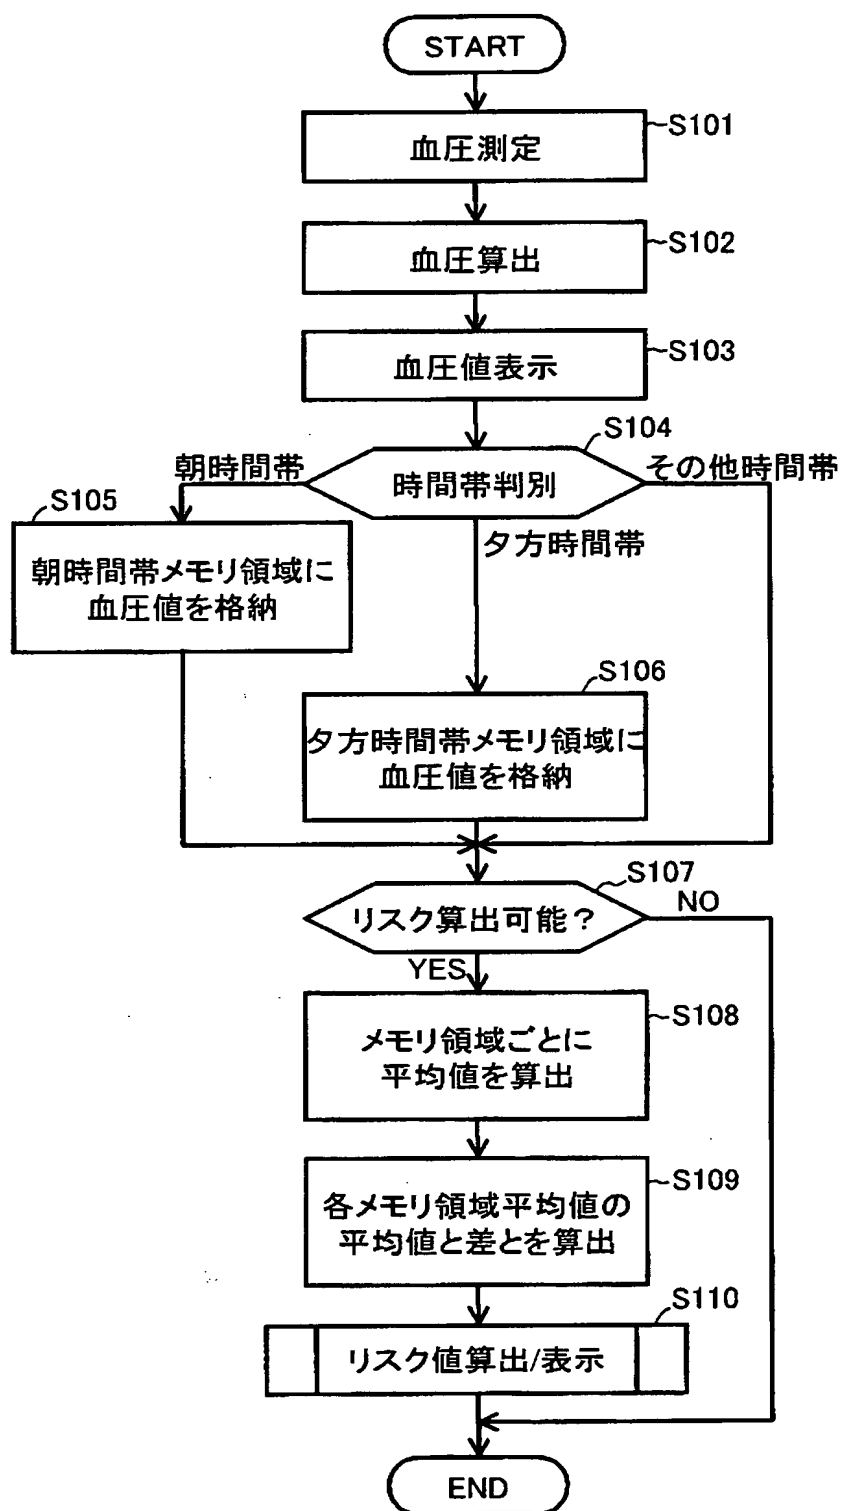 START
血圧測定
S101
血圧算出
S102
血圧値表示
S103
S104
朝時間帯
時間帯判別
その他時間帯
夕方時間帯
S105
朝時間帯メモリ領域に
血圧値を格納
S106
夕方時間帯メモリ領域に
血圧値を格納
S107
リスク算出可能?
NO
YES
S108
メモリ領域ごとに
平均値を算出
S109
各メモリ領域平均値の
平均値と差とを算出
S110
リスク値算出/表示
END